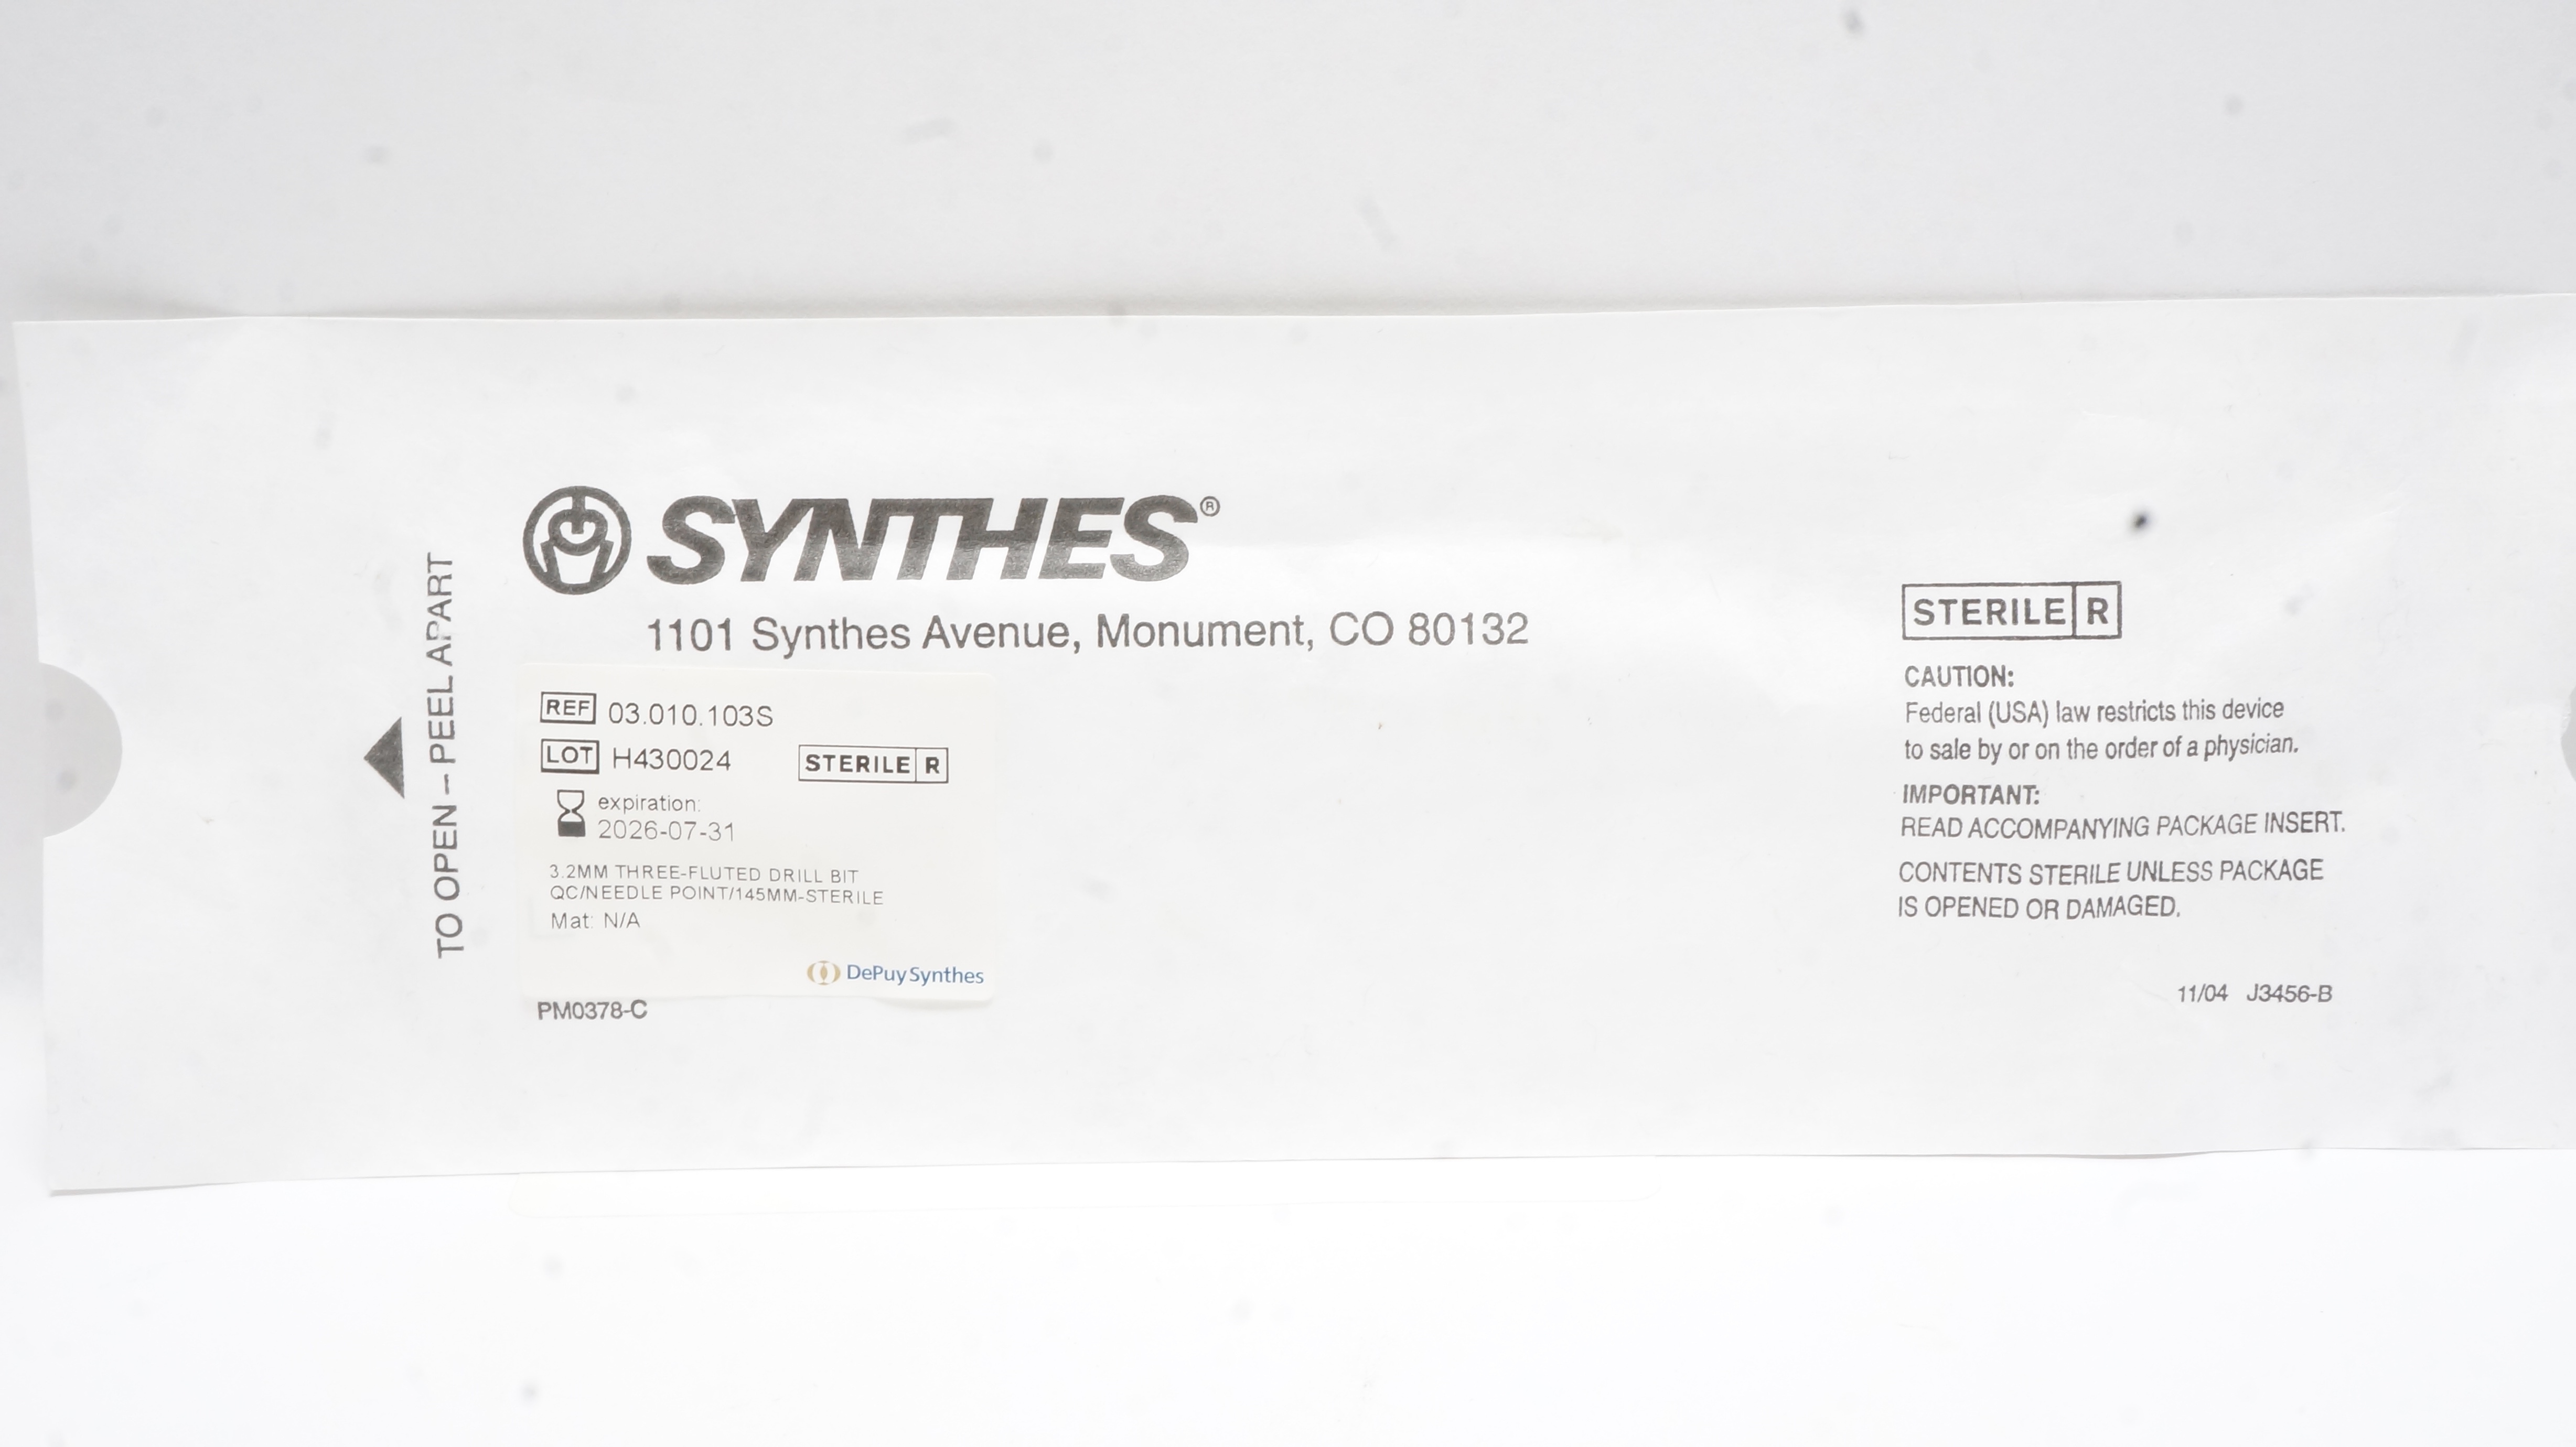 TO OPEN – PEEL APART
SYNTHES®
1101 Synthes Avenue, Monument, CO 80132
REF 03.010.103S
LOT H430024
STERILE R
expiration:
2026-07-31
3.2MM THREE-FLUTED DRILL BIT
QC/NEEDLE POINT/145MM-STERILE
Mat: N/A
DePuy Synthes
PM0378-C
STERILE R
CAUTION:
Federal (USA) law restricts this device
to sale by or on the order of a physician.
IMPORTANT:
READ ACCOMPANYING PACKAGE INSERT.
CONTENTS STERILE UNLESS PACKAGE
IS OPENED OR DAMAGED.
11/04 J3456-B